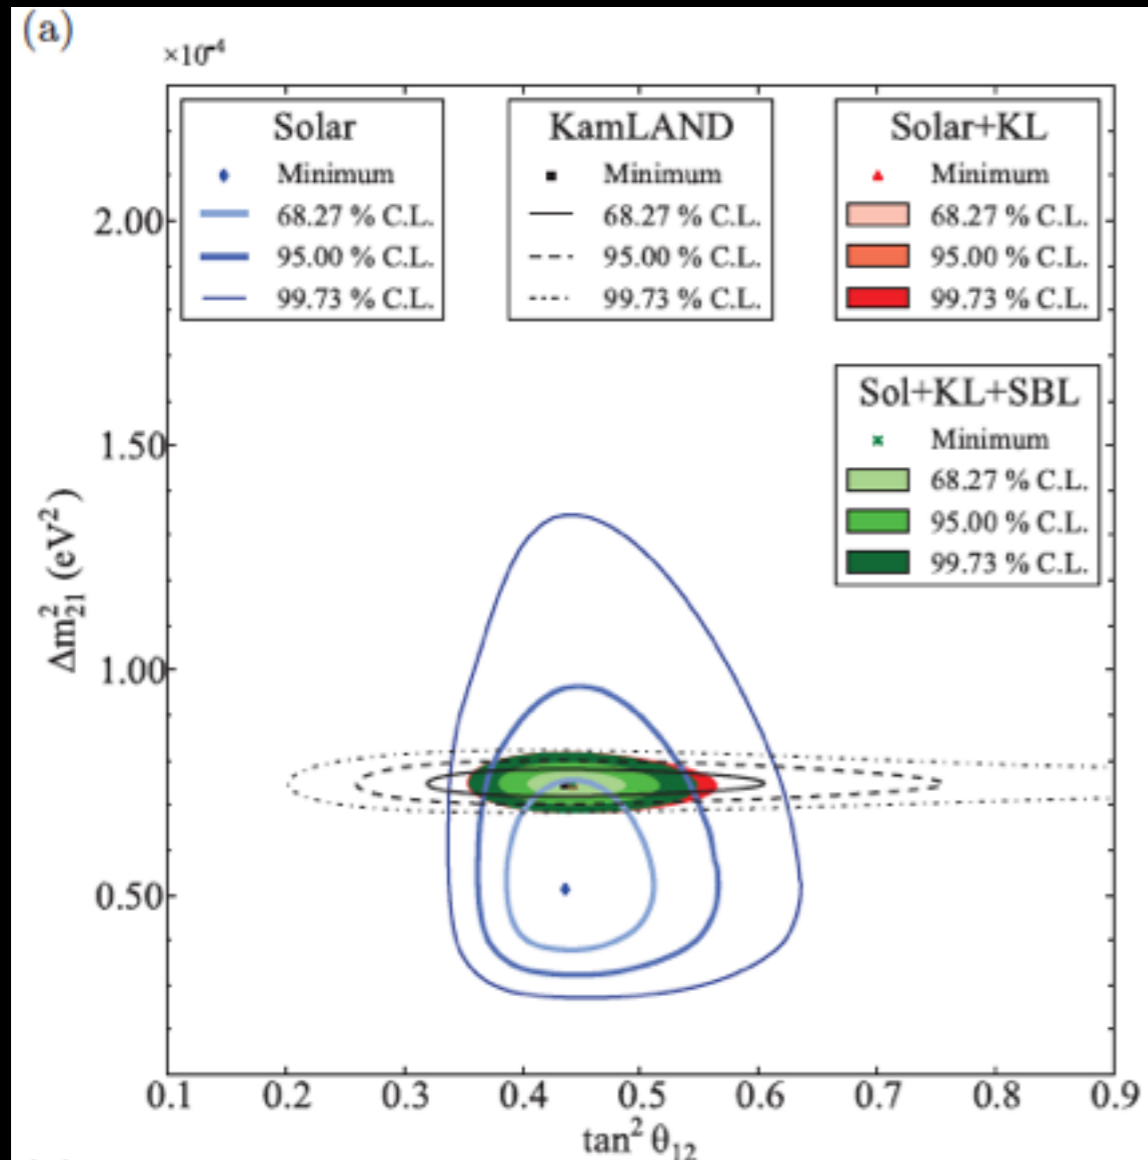 (a)
×10⁻⁴
Solar
Minimum
68.27 % C.L.
95.00 % C.L.
99.73 % C.L.
KamLAND
Minimum
68.27 % C.L.
95.00 % C.L.
99.73 % C.L.
Solar+KL
Minimum
68.27 % C.L.
95.00 % C.L.
99.73 % C.L.
Sol+KL+SBL
Minimum
68.27 % C.L.
95.00 % C.L.
99.73 % C.L.
2.00
1.50
1.00
0.50
Δm²₂₁ (eV²)
0.1 0.2 0.3 0.4 0.5 0.6 0.7 0.8 0.9
tan² θ₁₂